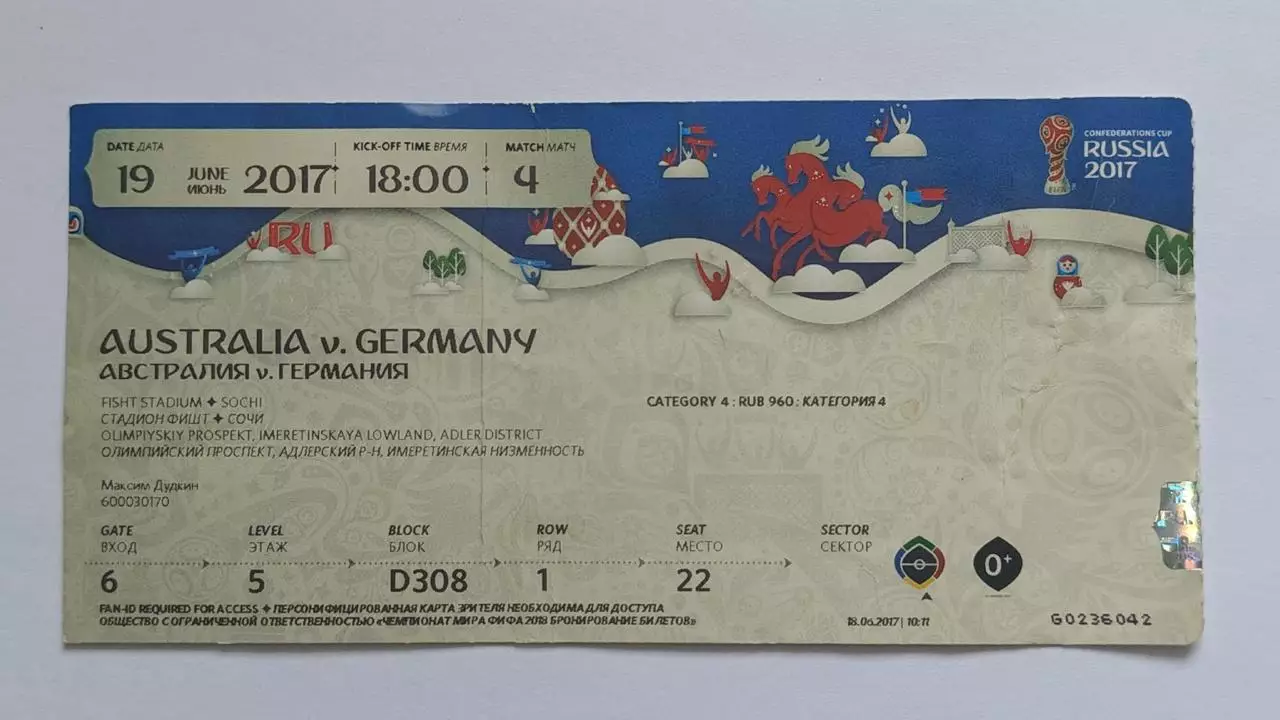 DATE ДАТА
19 JUNE ИЮНЬ 2017
KICK-OFF TIME ВРЕМЯ
18:00
MATCH МАТЧ
4
CONFEDERATIONS CUP
RUSSIA
2017
RU
AUSTRALIA v. GERMANY
АВСТРАЛИЯ v. ГЕРМАНИЯ
FISHT STADIUM ✦ SOCHI
СТАДИОН ФИШТ ✦ СОЧИ
OLIMPIYSKIY PROSPEKT, IMERETINSKAYA LOWLAND, ADLER DISTRICT
ОЛИМПИЙСКИЙ ПРОСПЕКТ, АДЛЕРСКИЙ Р-Н, ИМЕРЕТИНСКАЯ НИЗМЕННОСТЬ
CATEGORY 4 : RUB 960 : КАТЕГОРИЯ 4
Максим Дудкин
600030170
GATE LEVEL BLOCK ROW SEAT SECTOR
ВХОД ЭТАЖ БЛОК РЯД МЕСТО СЕКТОР
6 5 D308 1 22
0+
FAN-ID REQUIRED FOR ACCESS ✦ ПЕРСОНИФИЦИРОВАННАЯ КАРТА ЗРИТЕЛЯ НЕОБХОДИМА ДЛЯ ДОСТУПА
ОБЩЕСТВО С ОГРАНИЧЕННОЙ ОТВЕТСТВЕННОСТЬЮ «ЧЕМПИОНАТ МИРА ФИФА 2018 БРОНИРОВАНИЕ БИЛЕТОВ»
18.06.2017 | 10:11
G0236042